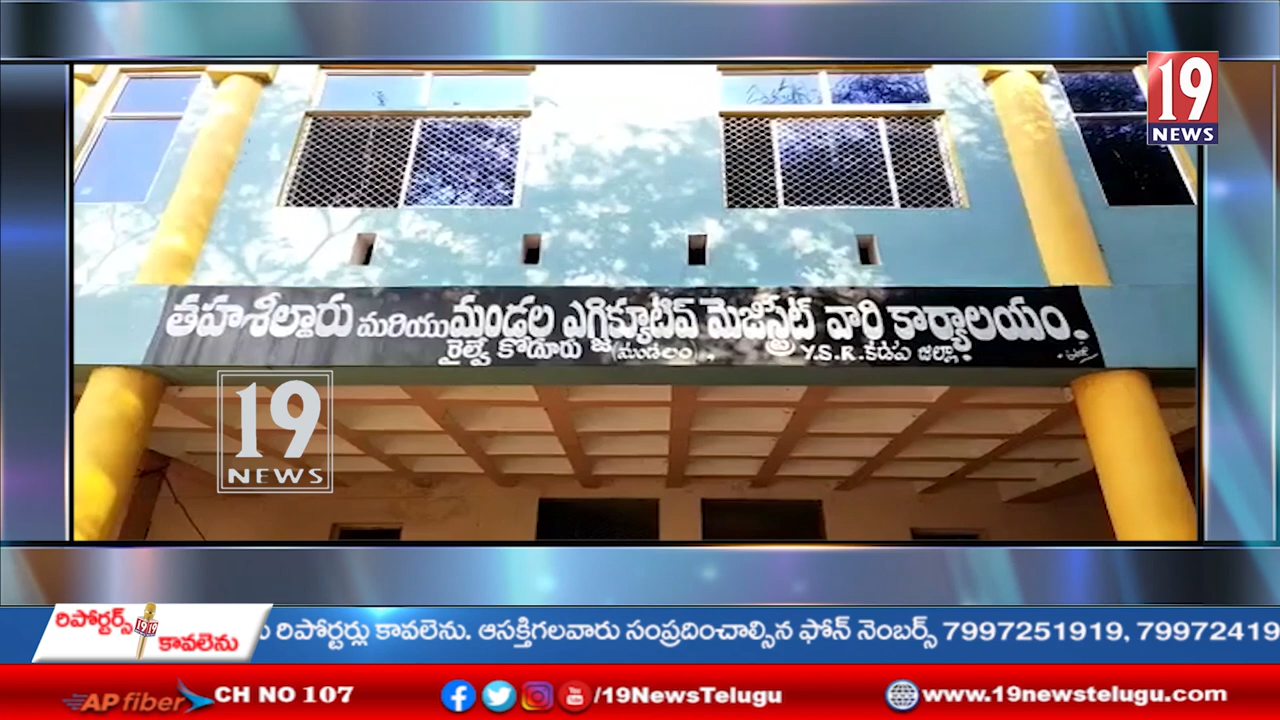 19
NEWS
తహశీల్దారు మరియు మండల ఎగ్జిక్యూటివ్ మెజిస్ట్రేట్ వారి కార్యాలయం.
రైల్వే కోడూరు (మండలం), Y.S.R. కడప జిల్లా.
19
NEWS
రిపోర్టర్స్
19
కావలెను
రిపోర్టర్లు కావలెను. ఆసక్తిగలవారు సంప్రదించాల్సిన ఫోన్ నెంబర్స్ 7997251919, 79972419
AP fiber CH NO 107 /19NewsTelugu www.19newstelugu.com